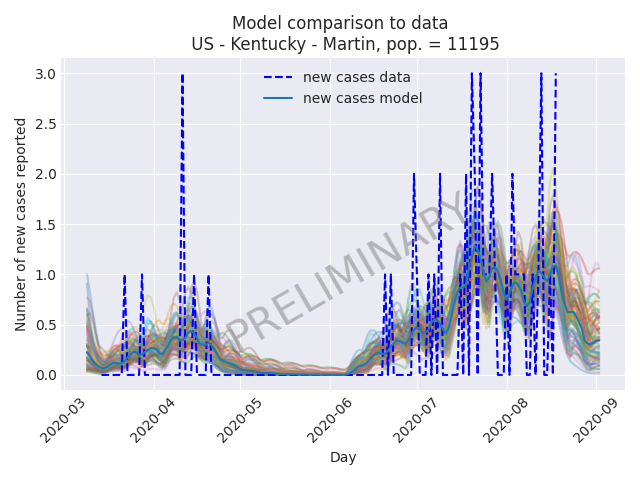 Model comparison to data
US - Kentucky - Martin, pop. = 11195
new cases data
new cases model
Number of new cases reported
3.0
2.5
2.0
1.5
1.0
0.5
0.0
PRELIMINARY
2020-03
2020-04
2020-05
2020-06
2020-07
2020-08
2020-09
Day